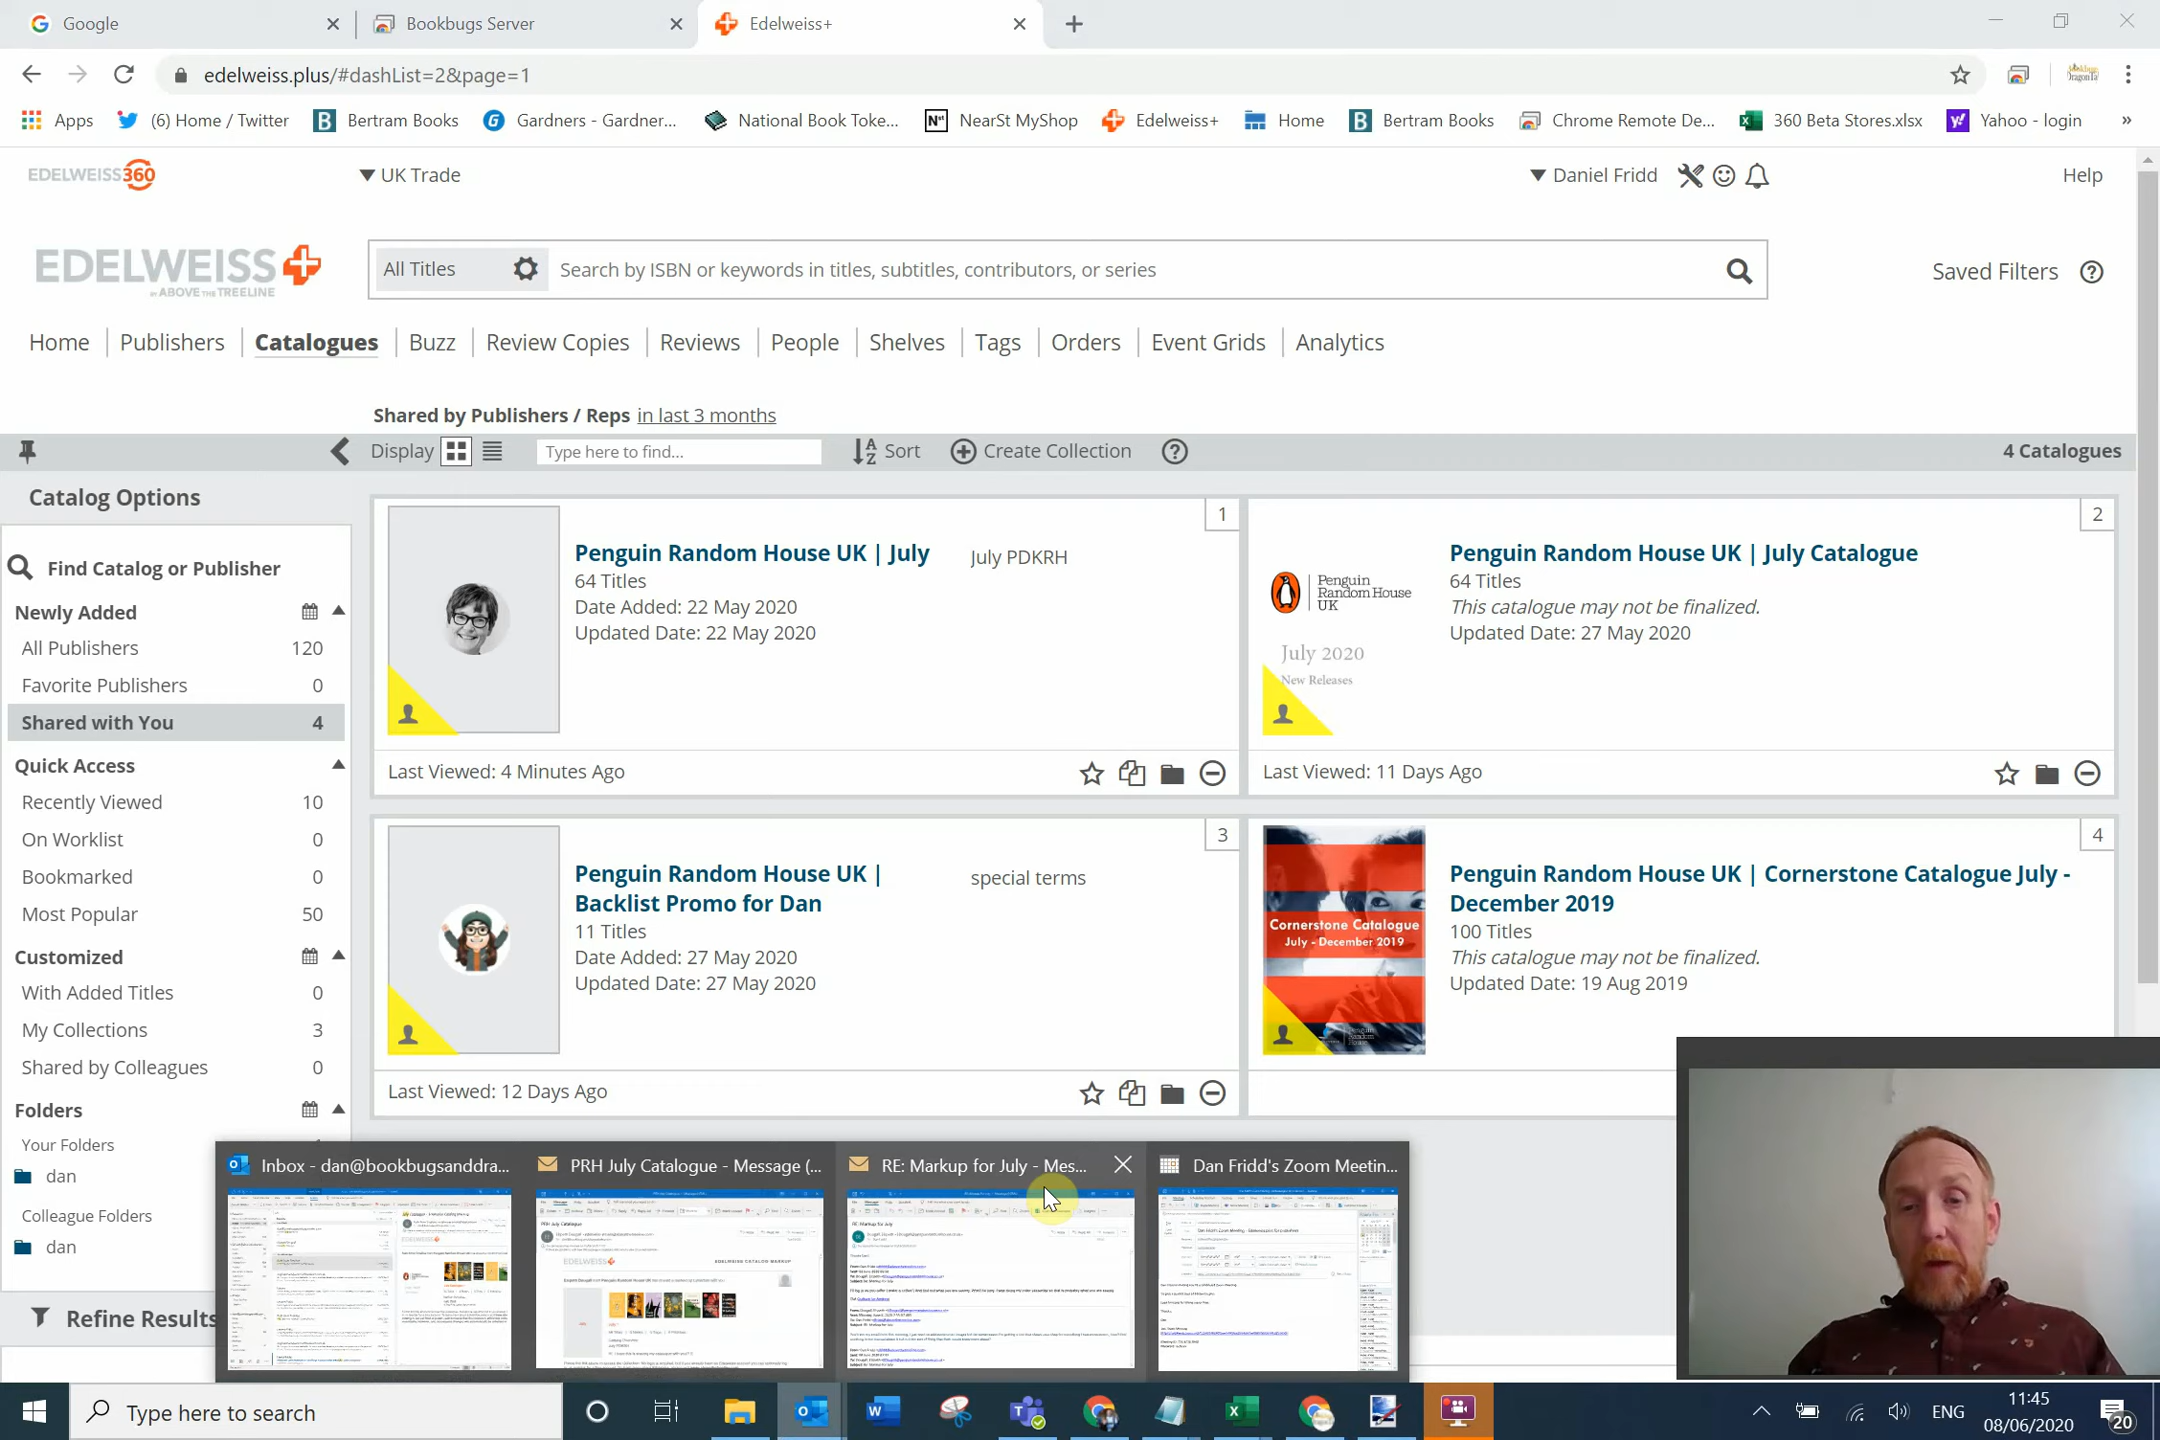 Google
Bookbugs Server
Edelweiss+
edelweiss.plus/#dashList=2&page=1
Apps
(6) Home / Twitter
Bertram Books
Gardners - Gardner...
National Book Toke...
NearSt MyShop
Edelweiss+
Home
Bertram Books
Chrome Remote De...
360 Beta Stores.xlsx
Yahoo - login
»
EDELWEISS360
UK Trade
Daniel Fridd
Help
EDELWEISS
BY ABOVE THE TREELINE
All Titles
Search by ISBN or keywords in titles, subtitles, contributors, or series
Saved Filters
Home
Publishers
Catalogues
Buzz
Review Copies
Reviews
People
Shelves
Tags
Orders
Event Grids
Analytics
Shared by Publishers / Reps in last 3 months
Display
Type here to find...
Sort
Create Collection
4 Catalogues
Catalog Options
Find Catalog or Publisher
Newly Added
All Publishers 120
Favorite Publishers 0
Shared with You 4
Quick Access
Recently Viewed 10
On Worklist 0
Bookmarked 0
Most Popular 50
Customized
With Added Titles 0
My Collections 3
Shared by Colleagues 0
Folders
Your Folders
dan
Colleague Folders
dan
Refine Results
1
Penguin Random House UK | July
July PDKRH
64 Titles
Date Added: 22 May 2020
Updated Date: 22 May 2020
Last Viewed: 4 Minutes Ago
2
Penguin
Random House
UK
July 2020
New Releases
Penguin Random House UK | July Catalogue
64 Titles
This catalogue may not be finalized.
Updated Date: 27 May 2020
Last Viewed: 11 Days Ago
3
Penguin Random House UK |
Backlist Promo for Dan
special terms
11 Titles
Date Added: 27 May 2020
Updated Date: 27 May 2020
Last Viewed: 12 Days Ago
4
Cornerstone Catalogue
July - December 2019
Penguin Random House UK | Cornerstone Catalogue July -
December 2019
100 Titles
This catalogue may not be finalized.
Updated Date: 19 Aug 2019
Inbox - dan@bookbugsanddra...
PRH July Catalogue - Message (...
RE: Markup for July - Mes...
Dan Fridd's Zoom Meetin...
Type here to search
ENG
11:45
08/06/2020
20